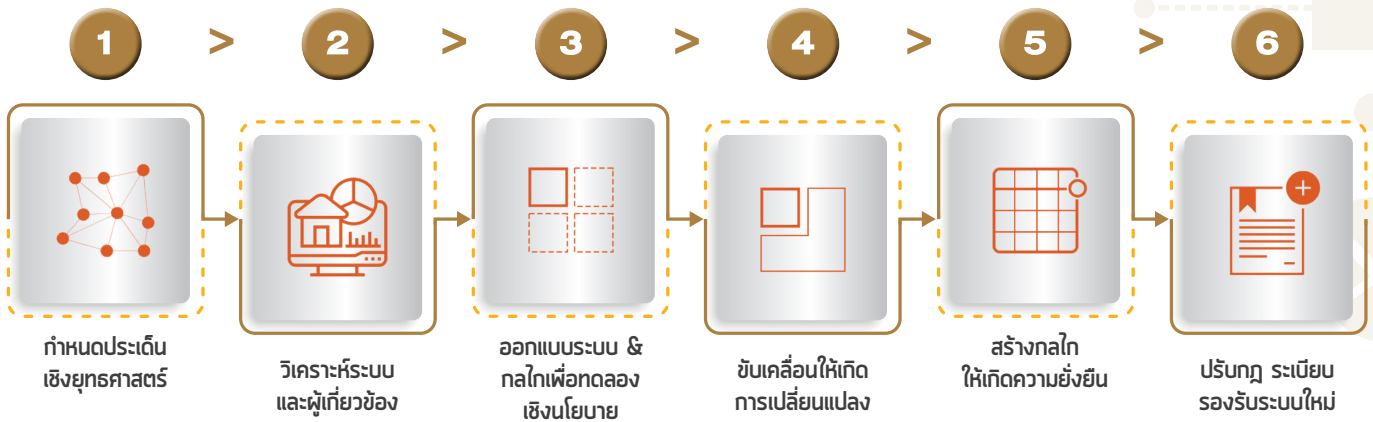 1 > 2 > 3 > 4 > 5 > 6
กำหนดประเด็น
เชิงยุทธศาสตร์
วิเคราะห์ระบบ
และผู้เกี่ยวข้อง
ออกแบบระบบ &
กลไกเพื่อทดลอง
เชิงนโยบาย
ขับเคลื่อนให้เกิด
การเปลี่ยนแปลง
สร้างกลไก
ให้เกิดความยั่งยืน
ปรับกฎ ระเบียบ
รองรับระบบใหม่